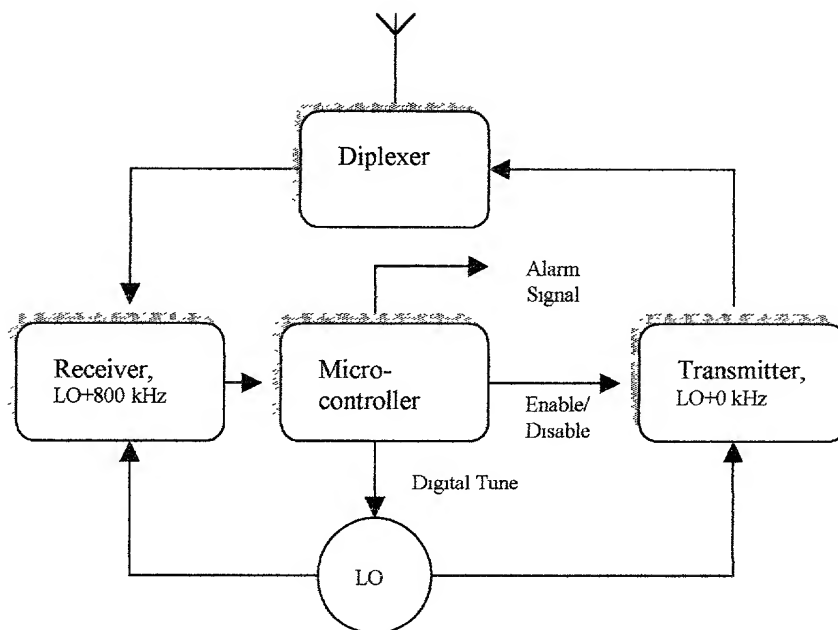 Diplexer
Alarm
Signal
Receiver,
LO+800 kHz
Micro-
controller
Enable/
Disable
Transmitter,
LO+0 kHz
Digital Tune
LO